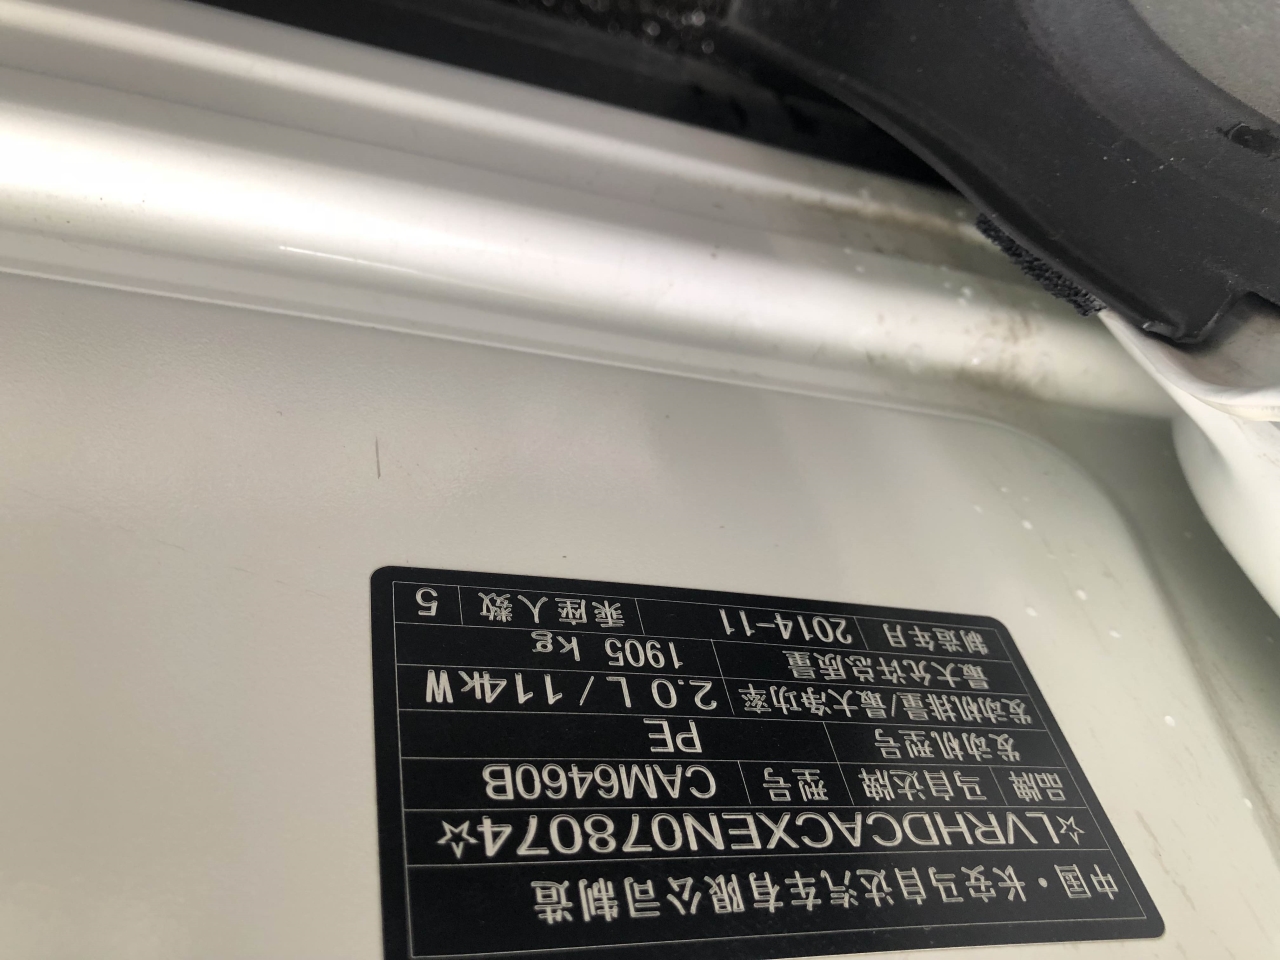 中国·长安马自达汽车有限公司制造
☆LVRHDCACXEN078074☆
品牌 马自达牌 型号 CAM6460B
发动机型号 PE
发动机排量/最大净功率 2.0 L / 114kW
最大允许总质量 1905 kg
制造年月 2014-11 乘座人数 5